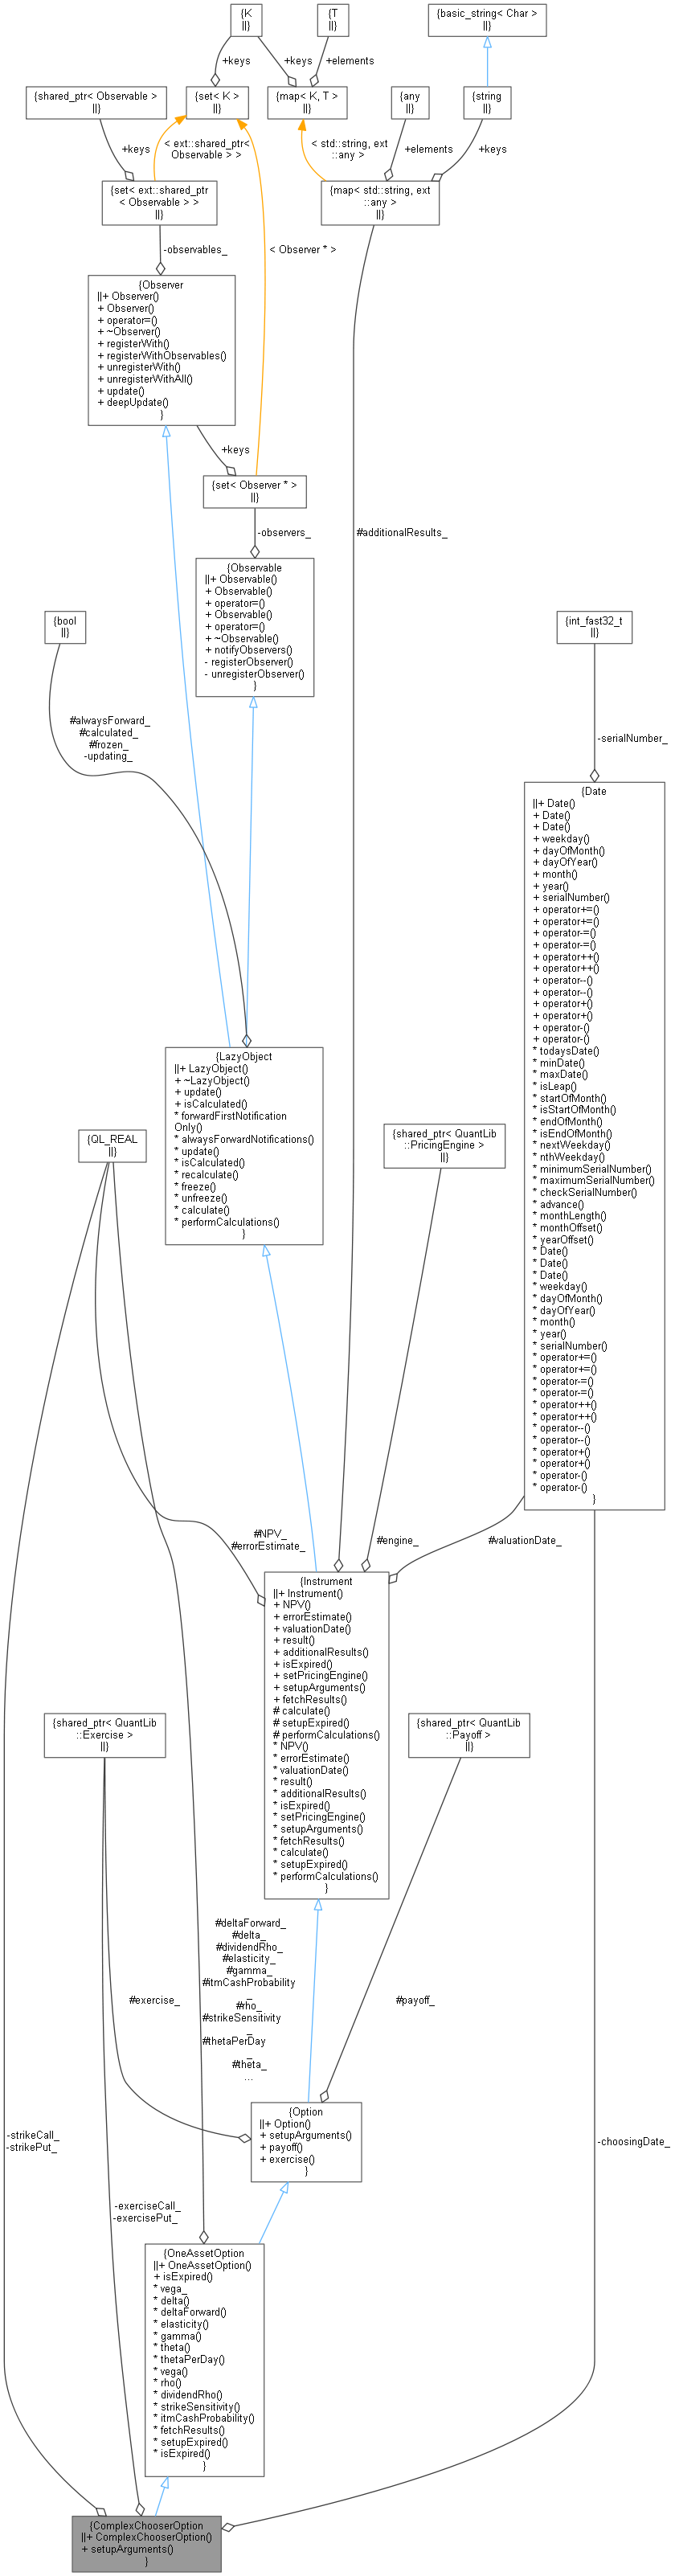 {K
||}
{T
||}
{basic_string< Char >
||}
+keys
+keys
+elements
{shared_ptr< Observable >
||}
{set< K >
||}
{map< K, T >
||}
{any
||}
{string
||}
+keys
< ext::shared_ptr<
Observable > >
< std::string, ext
::any >
+elements
+keys
{set< ext::shared_ptr
< Observable > >
||}
{map< std::string, ext
::any >
||}
-observables_
< Observer * >
{Observer
||+ Observer()
+ Observer()
+ operator=()
+ ~Observer()
+ registerWith()
+ registerWithObservables()
+ unregisterWith()
+ unregisterWithAll()
+ update()
+ deepUpdate()
}
+keys
{set< Observer * >
||}
-observers_
#additionalResults_
{Observable
||+ Observable()
+ Observable()
+ operator=()
+ Observable()
+ operator=()
+ ~Observable()
+ notifyObservers()
- registerObserver()
- unregisterObserver()
}
{bool
||}
{int_fast32_t
||}
#alwaysForward_
#calculated_
#frozen_
-updating_
-serialNumber_
{Date
||+ Date()
+ Date()
+ Date()
+ weekday()
+ dayOfMonth()
+ dayOfYear()
+ month()
+ year()
+ serialNumber()
+ operator+=()
+ operator+=()
+ operator-=()
+ operator-=()
+ operator++()
+ operator++()
+ operator--()
+ operator--()
+ operator+()
+ operator+()
+ operator-()
+ operator-()
* todaysDate()
* minDate()
* maxDate()
* isLeap()
* startOfMonth()
* isStartOfMonth()
* endOfMonth()
* isEndOfMonth()
* nextWeekday()
* nthWeekday()
* minimumSerialNumber()
* maximumSerialNumber()
* checkSerialNumber()
* advance()
* monthLength()
* monthOffset()
* yearOffset()
* Date()
* Date()
* Date()
* weekday()
* dayOfMonth()
* dayOfYear()
* month()
* year()
* serialNumber()
* operator+=()
* operator+=()
* operator-=()
* operator-=()
* operator++()
* operator++()
* operator--()
* operator--()
* operator+()
* operator+()
* operator-()
* operator-()
}
{LazyObject
||+ LazyObject()
+ ~LazyObject()
+ update()
+ isCalculated()
* forwardFirstNotification
Only()
* alwaysForwardNotifications()
* update()
* isCalculated()
* recalculate()
* freeze()
* unfreeze()
* calculate()
* performCalculations()
}
{QL_REAL
||}
{shared_ptr< QuantLib
::PricingEngine >
||}
#NPV_
#errorEstimate_
#engine_
#valuationDate_
{Instrument
||+ Instrument()
+ NPV()
+ errorEstimate()
+ valuationDate()
+ result()
+ additionalResults()
+ isExpired()
+ setPricingEngine()
+ setupArguments()
+ fetchResults()
# calculate()
# setupExpired()
# performCalculations()
* NPV()
* errorEstimate()
* valuationDate()
* result()
* additionalResults()
* isExpired()
* setPricingEngine()
* setupArguments()
* fetchResults()
* calculate()
* setupExpired()
* performCalculations()
}
{shared_ptr< QuantLib
::Exercise >
||}
{shared_ptr< QuantLib
::Payoff >
||}
#exercise_
#deltaForward_
#delta_
#dividendRho_
#elasticity_
#gamma_
#itmCashProbability
_
#rho_
#strikeSensitivity
_
#thetaPerDay
_
#theta_
...
#payoff_
{Option
||+ Option()
+ setupArguments()
+ payoff()
+ exercise()
}
-strikeCall_
-strikePut_
-choosingDate_
-exerciseCall_
-exercisePut_
{OneAssetOption
||+ OneAssetOption()
+ isExpired()
* vega_
* delta()
* deltaForward()
* elasticity()
* gamma()
* theta()
* thetaPerDay()
* vega()
* rho()
* dividendRho()
* strikeSensitivity()
* itmCashProbability()
* fetchResults()
* setupExpired()
* isExpired()
}
{ComplexChooserOption
||+ ComplexChooserOption()
+ setupArguments()
}